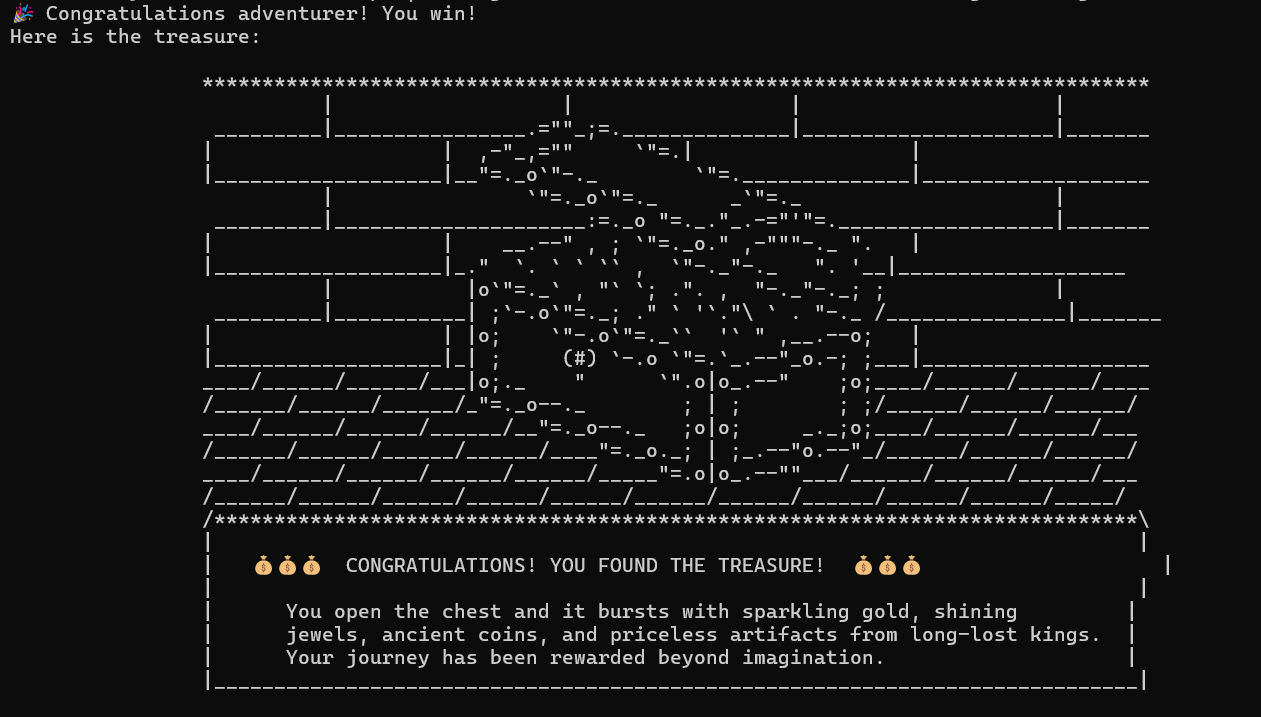 🎉 Congratulations adventurer! You win!
Here is the treasure:
💰💰💰 CONGRATULATIONS! YOU FOUND THE TREASURE! 💰💰💰
You open the chest and it bursts with sparkling gold, shining
jewels, ancient coins, and priceless artifacts from long-lost kings.
Your journey has been rewarded beyond imagination.